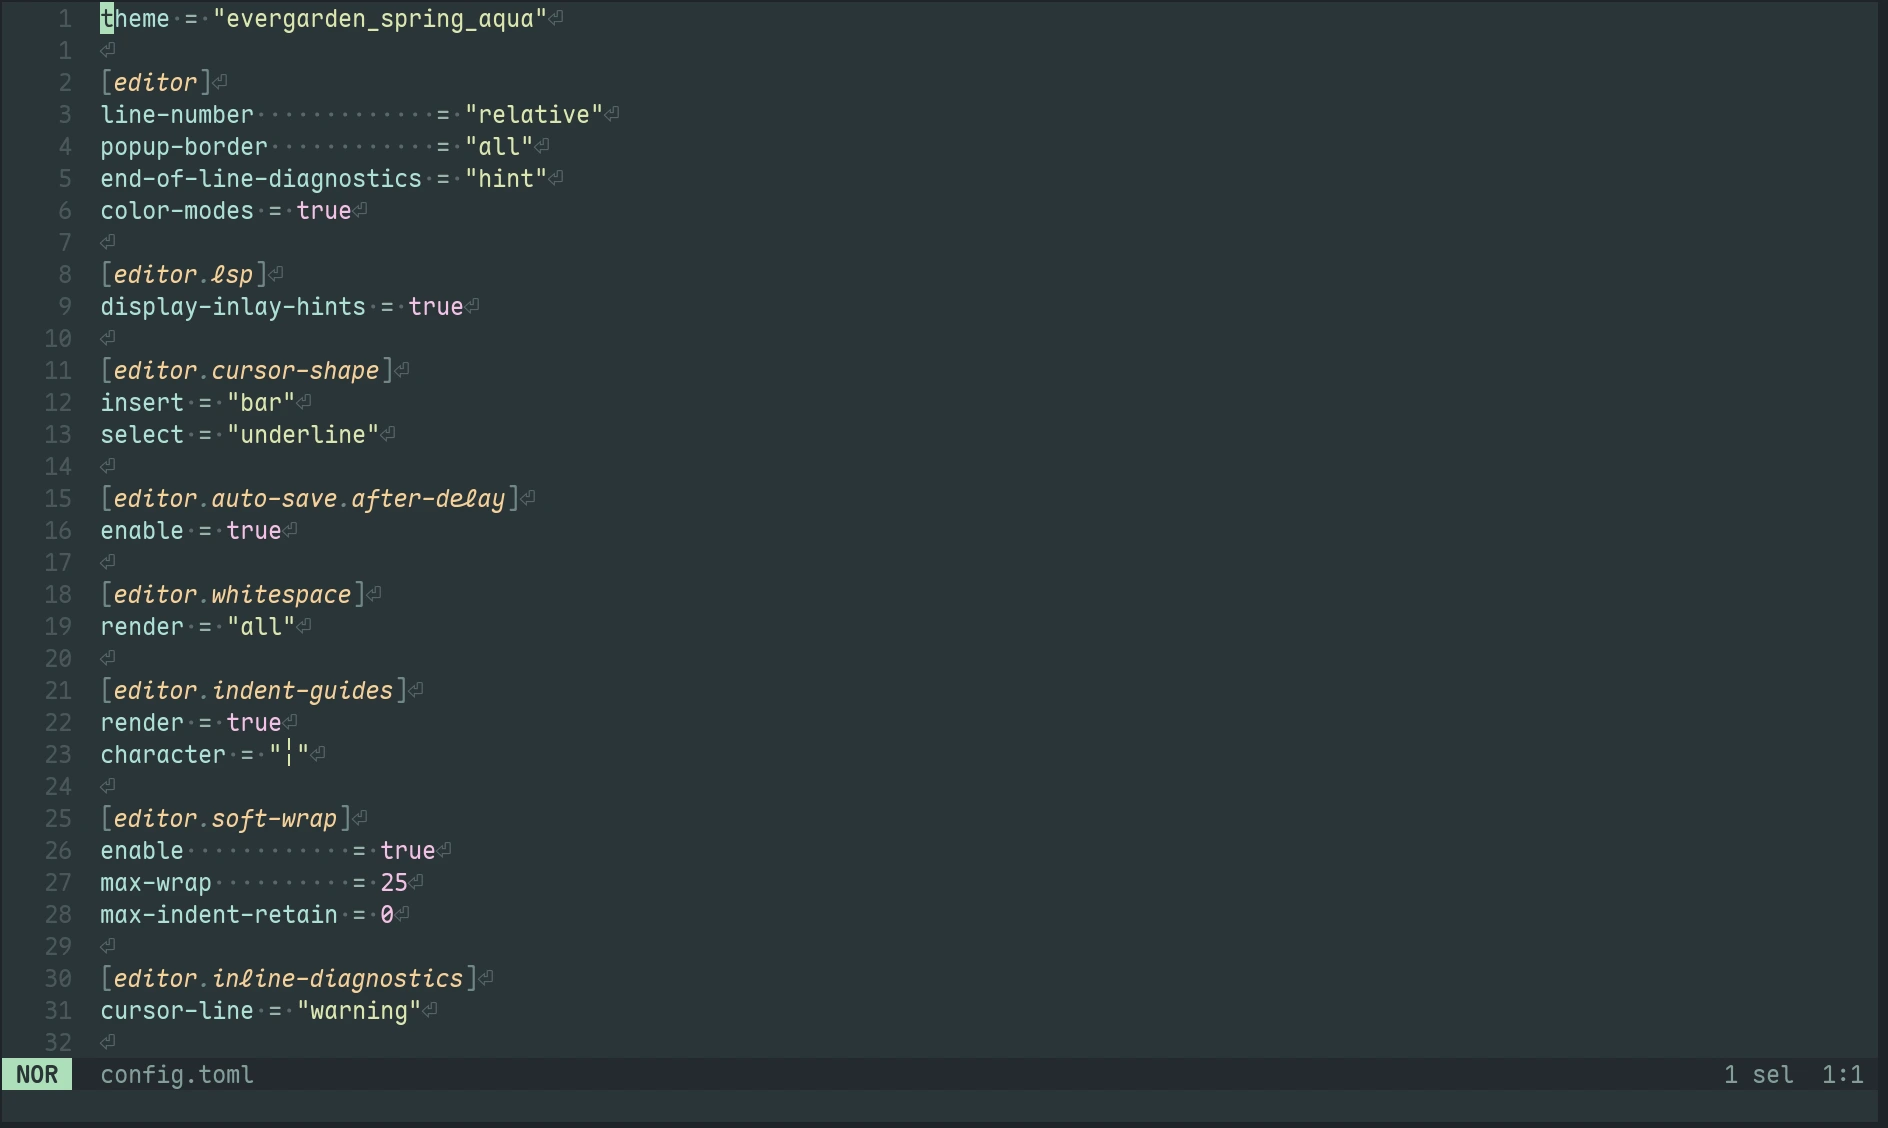 1 theme·=·"evergarden_spring_aqua"⏎
1 ⏎
2 [editor]⏎
3 line-number·············=·"relative"⏎
4 popup-border············=·"all"⏎
5 end-of-line-diagnostics·=·"hint"⏎
6 color-modes·=·true⏎
7 ⏎
8 [editor.lsp]⏎
9 display-inlay-hints·=·true⏎
10 ⏎
11 [editor.cursor-shape]⏎
12 insert·=·"bar"⏎
13 select·=·"underline"⏎
14 ⏎
15 [editor.auto-save.after-delay]⏎
16 enable·=·true⏎
17 ⏎
18 [editor.whitespace]⏎
19 render·=·"all"⏎
20 ⏎
21 [editor.indent-guides]⏎
22 render·=·true⏎
23 character·=·"╎"⏎
24 ⏎
25 [editor.soft-wrap]⏎
26 enable············=·true⏎
27 max-wrap··········=·25⏎
28 max-indent-retain·=·0⏎
29 ⏎
30 [editor.inline-diagnostics]⏎
31 cursor-line·=·"warning"⏎
32 ⏎
NOR config.toml 1 sel 1:1